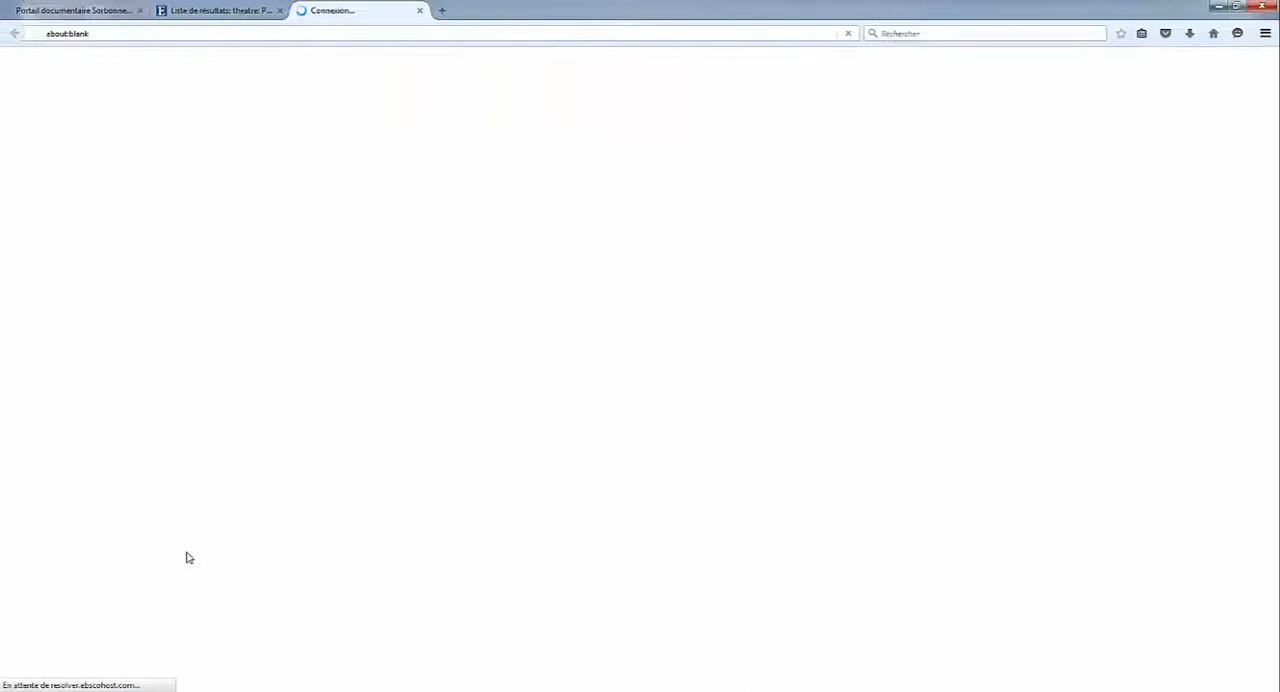 Portail documentaire Sorbonne...
Liste de résultats: theatre: P...
Connexion...
about:blank
Rechercher
En attente de resolver.ebscohost.com...